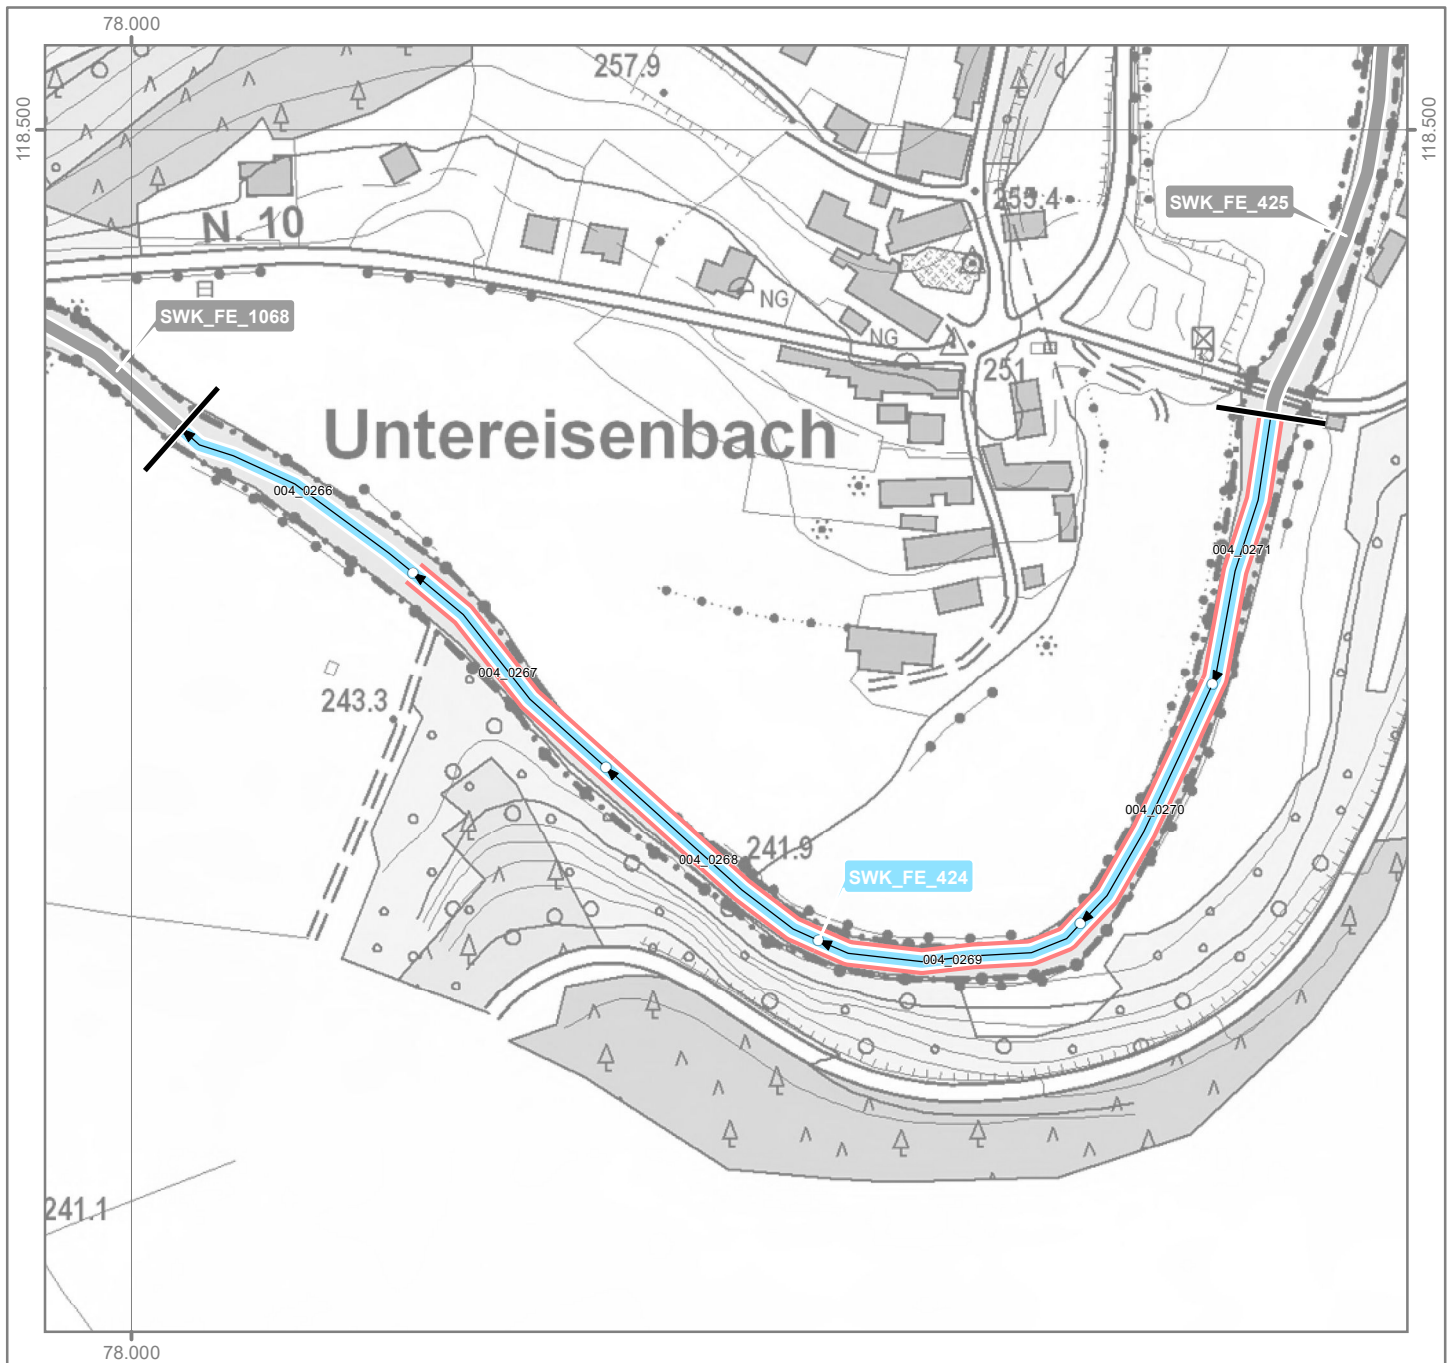 78.000
118.500
118.500
257.9
N. 10
255.4
SWK_FE_425
NG
SWK_FE_1068
NG
251
Untereisenbach
004_0266
004_0271
004_0267
243.3
004_0270
004_0268
241.9
SWK_FE_424
004_0269
241.1
78.000